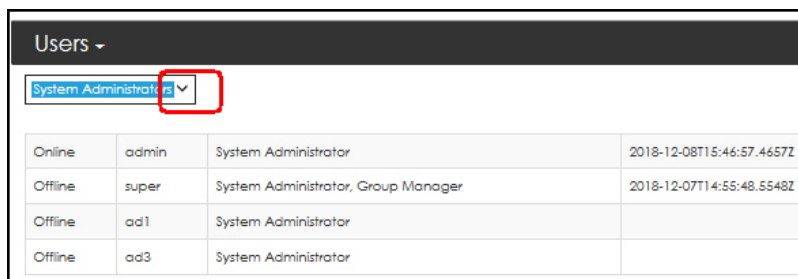 Users
System Administrators
Online admin System Administrator 2018-12-08T15:46:57.4657Z
Offline super System Administrator, Group Manager 2018-12-07T14:55:48.5548Z
Offline ad1 System Administrator
Offline ad3 System Administrator